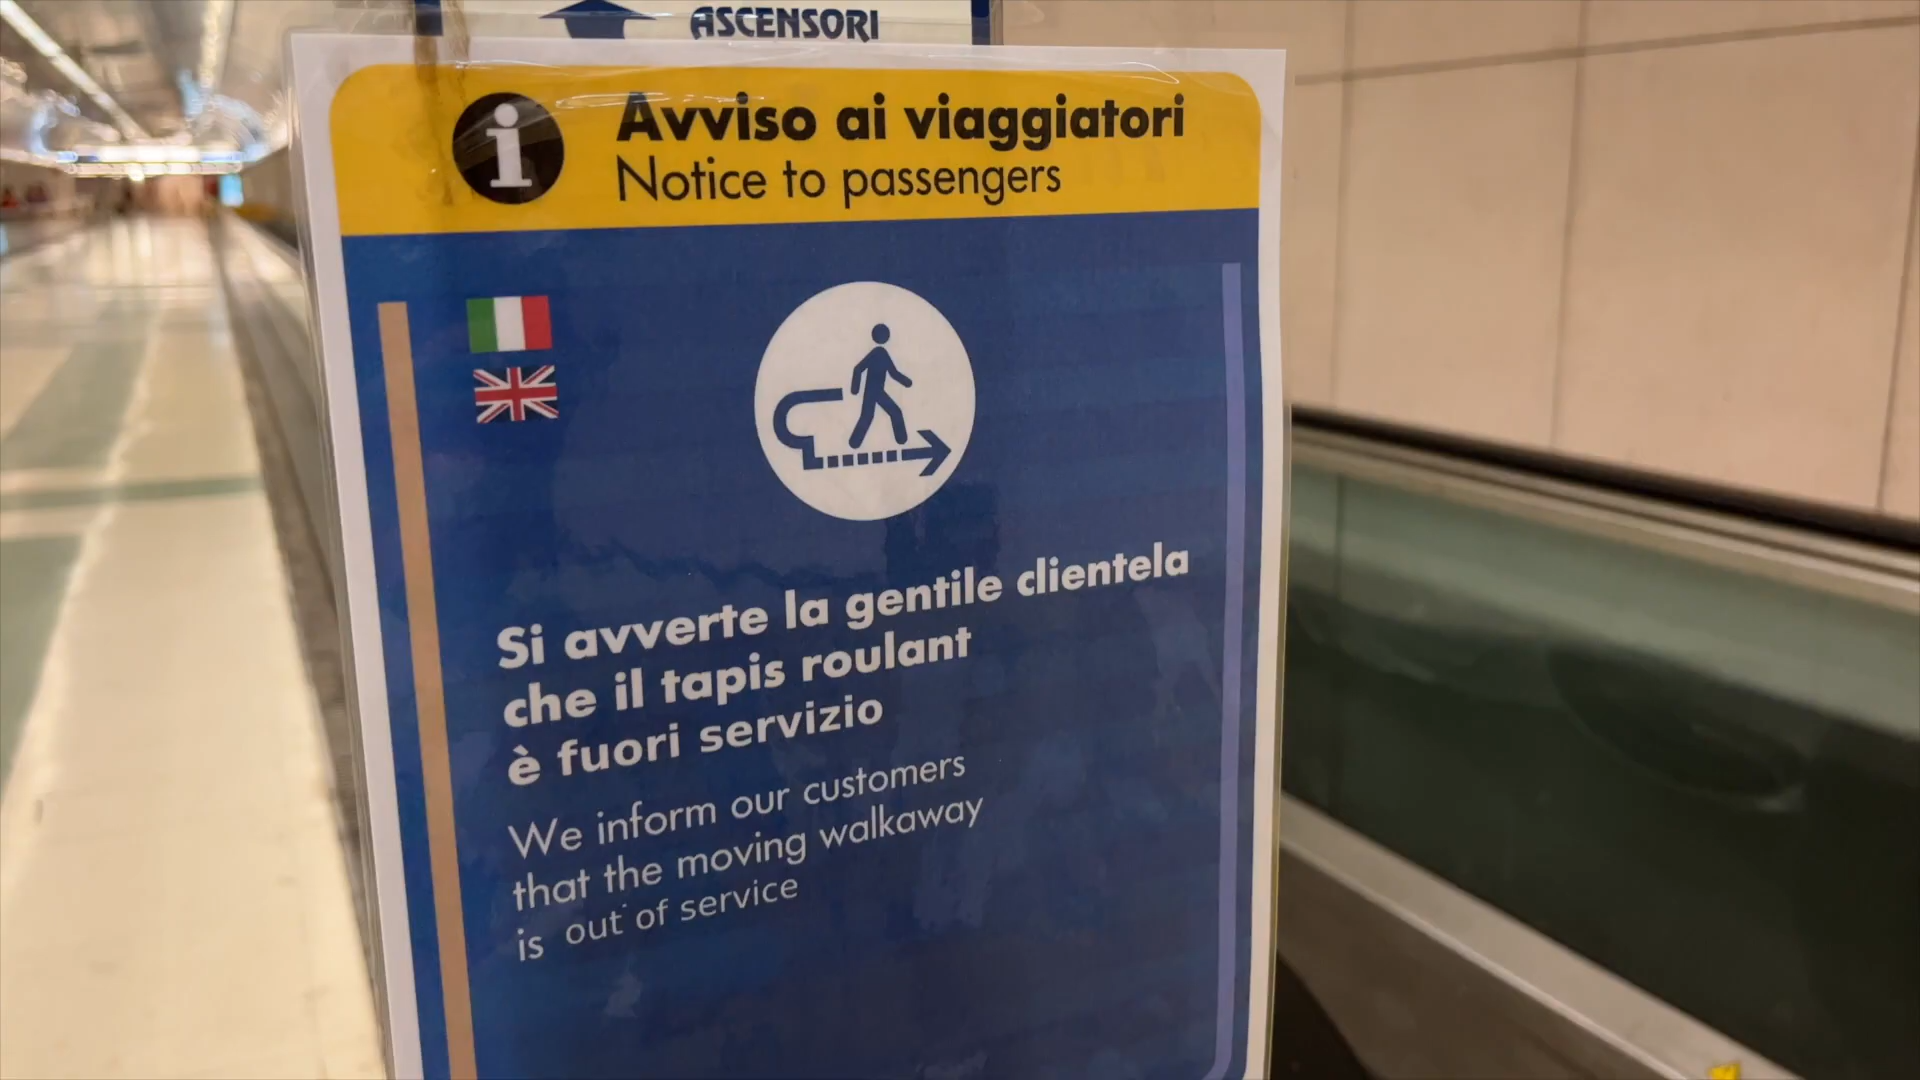 ASCENSORI
i
Avviso ai viaggiatori
Notice to passengers
Si avverte la gentile clientela
che il tapis roulant
è fuori servizio
We inform our customers
that the moving walkaway
is out of service